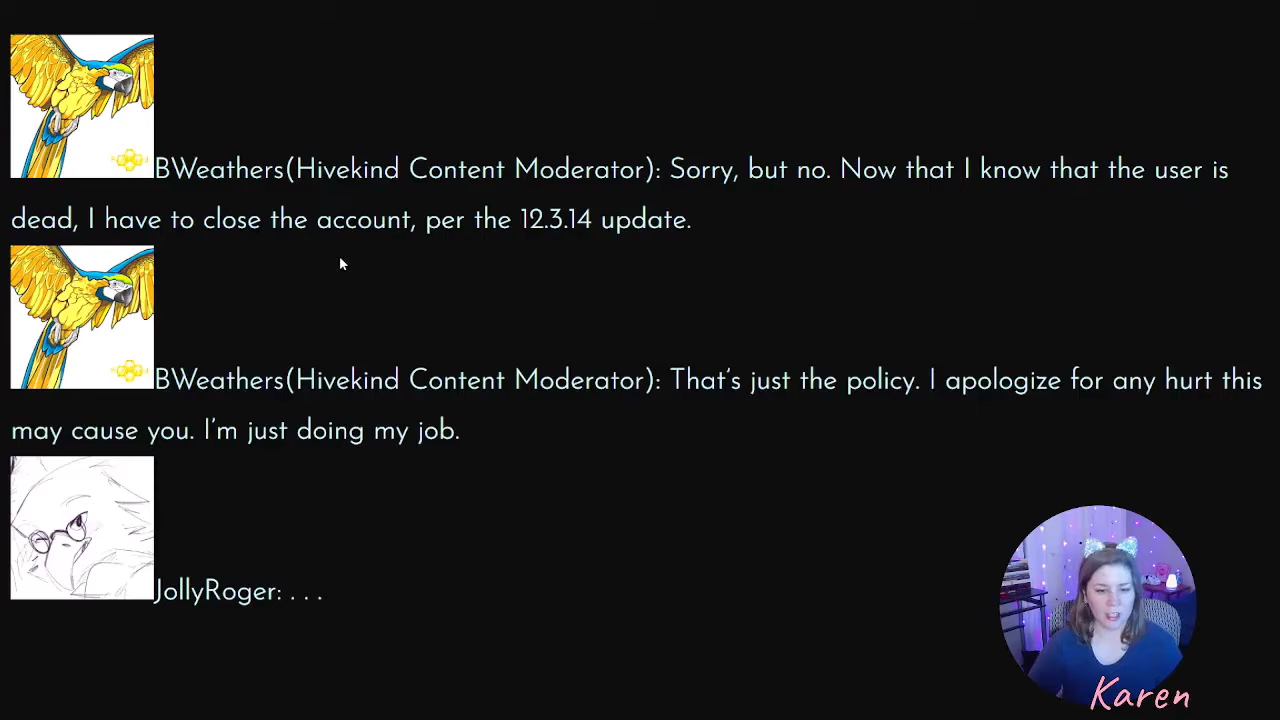 BWeathers(Hivekind Content Moderator): Sorry, but no. Now that I know that the user is
dead, I have to close the account, per the 12.3.14 update.
BWeathers(Hivekind Content Moderator): That's just the policy. I apologize for any hurt this
may cause you. I'm just doing my job.
JollyRoger: . . .
Karen